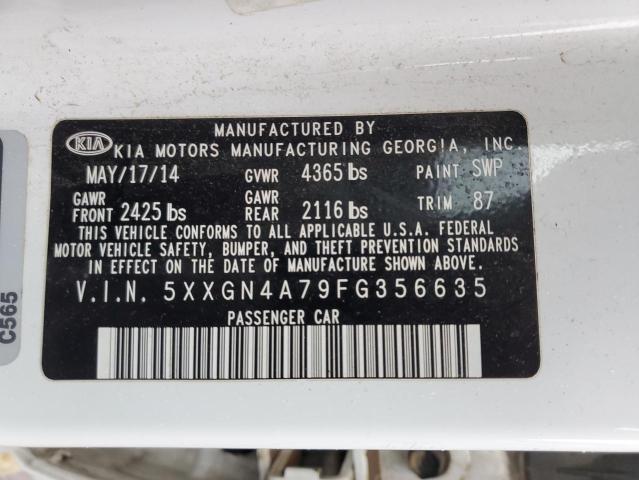 KIA
MANUFACTURED BY
KIA MOTORS MANUFACTURING GEORGIA, INC.
MAY/17/14 GVWR 4365 lbs PAINT SWP
GAWR FRONT 2425 lbs GAWR REAR 2116 lbs TRIM 87
THIS VEHICLE CONFORMS TO ALL APPLICABLE U.S.A. FEDERAL
MOTOR VEHICLE SAFETY, BUMPER, AND THEFT PREVENTION STANDARDS
IN EFFECT ON THE DATE OF MANUFACTURE SHOWN ABOVE.
V.I.N. 5XXGN4A79FG356635
PASSENGER CAR
C565